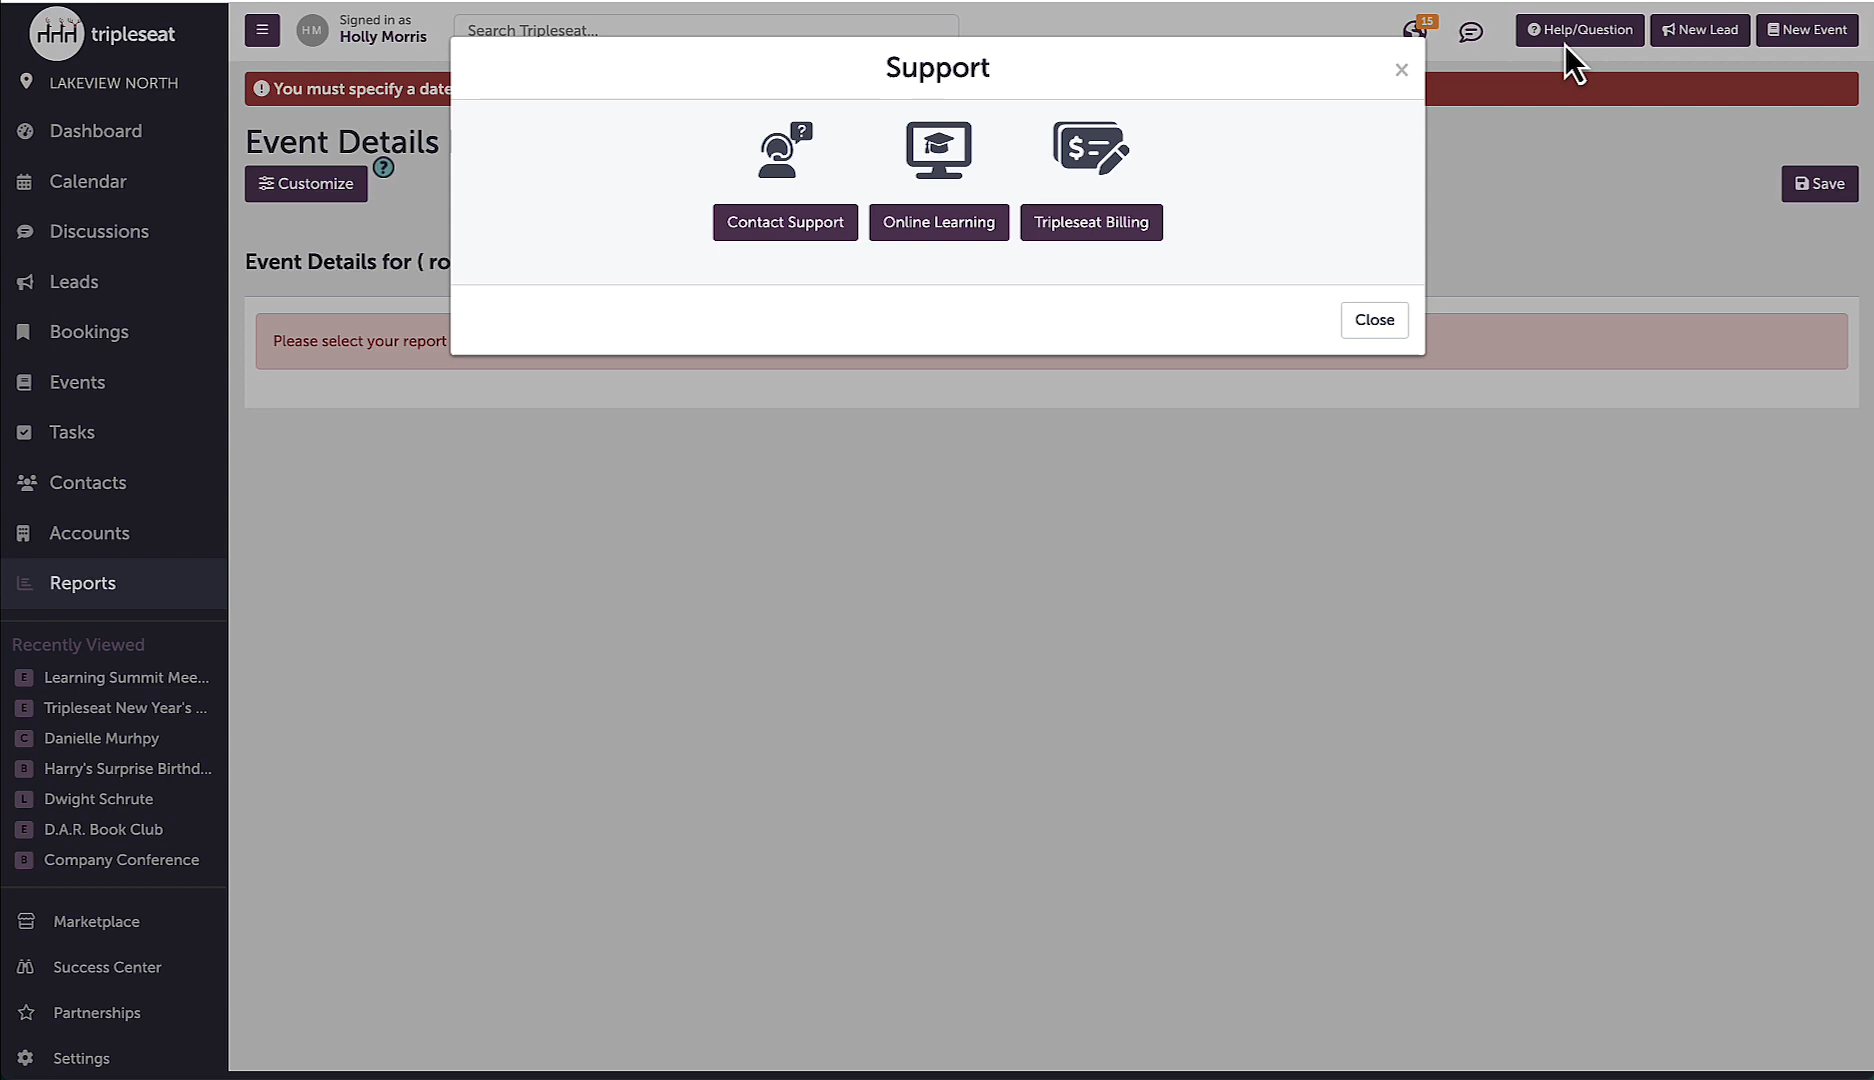 tripleseat
LAKEVIEW NORTH
Dashboard
Calendar
Discussions
Leads
Bookings
Events
Tasks
Contacts
Accounts
Reports
Recently Viewed
E Learning Summit Mee...
E Tripleseat New Year's ...
C Danielle Murhpy
B Harry's Surprise Birthd...
L Dwight Schrute
E D.A.R. Book Club
B Company Conference
Marketplace
Success Center
Partnerships
Settings
HM
Signed in as
Holly Morris
Search Tripleseat...
15
Help/Question
New Lead
New Event
You must specify a date
Event Details
Customize
?
Save
Event Details for ( ro
Please select your report
Support
×
?
$
Contact Support
Online Learning
Tripleseat Billing
Close